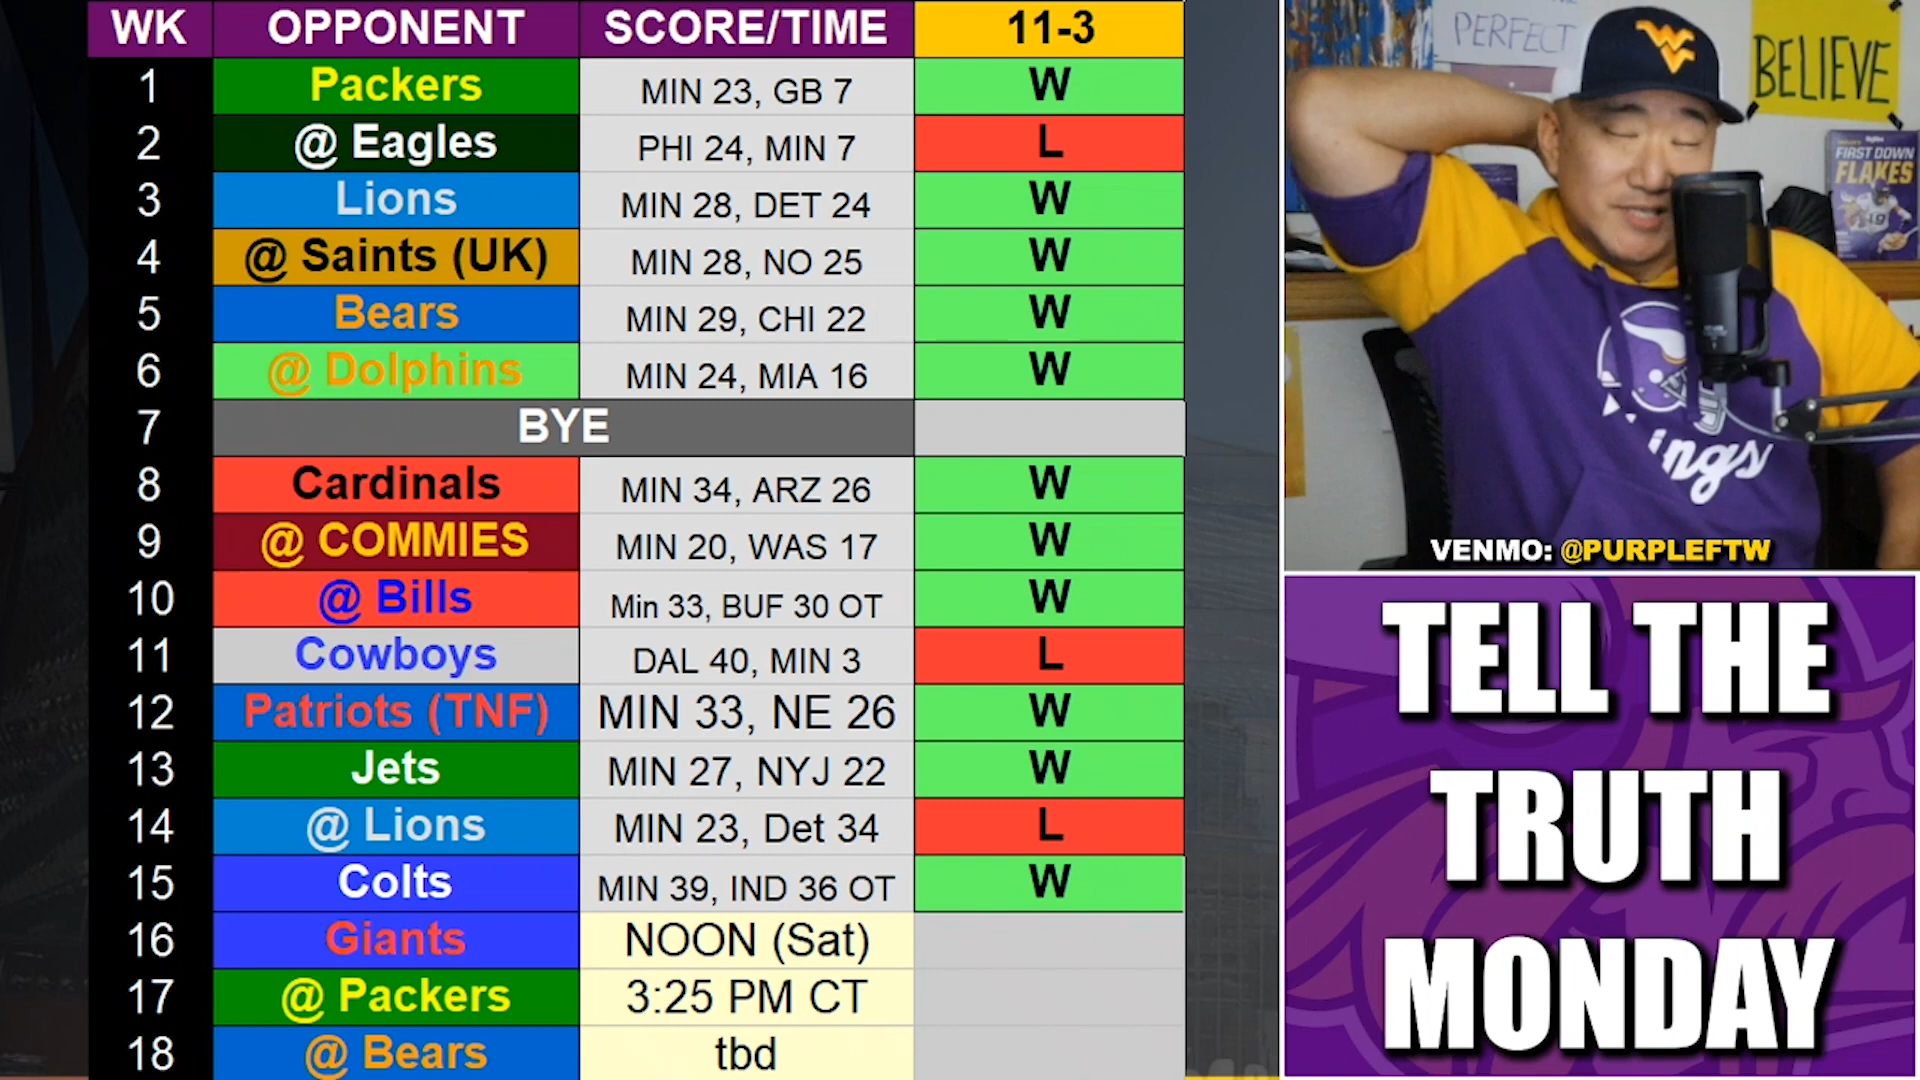 WK OPPONENT SCORE/TIME 11-3
1 Packers MIN 23, GB 7 W
2 @ Eagles PHI 24, MIN 7 L
3 Lions MIN 28, DET 24 W
4 @ Saints (UK) MIN 28, NO 25 W
5 Bears MIN 29, CHI 22 W
6 @ Dolphins MIN 24, MIA 16 W
7 BYE
8 Cardinals MIN 34, ARZ 26 W
9 @ COMMIES MIN 20, WAS 17 W
10 @ Bills Min 33, BUF 30 OT W
11 Cowboys DAL 40, MIN 3 L
12 Patriots (TNF) MIN 33, NE 26 W
13 Jets MIN 27, NYJ 22 W
14 @ Lions MIN 23, Det 34 L
15 Colts MIN 39, IND 36 OT W
16 Giants NOON (Sat)
17 @ Packers 3:25 PM CT
18 @ Bears tbd
PERFECT
WV
BELIEVE
FIRST DOWN
FLAKES
19
ings
VENMO: @PURPLEFTW
TELL THE
TRUTH
MONDAY